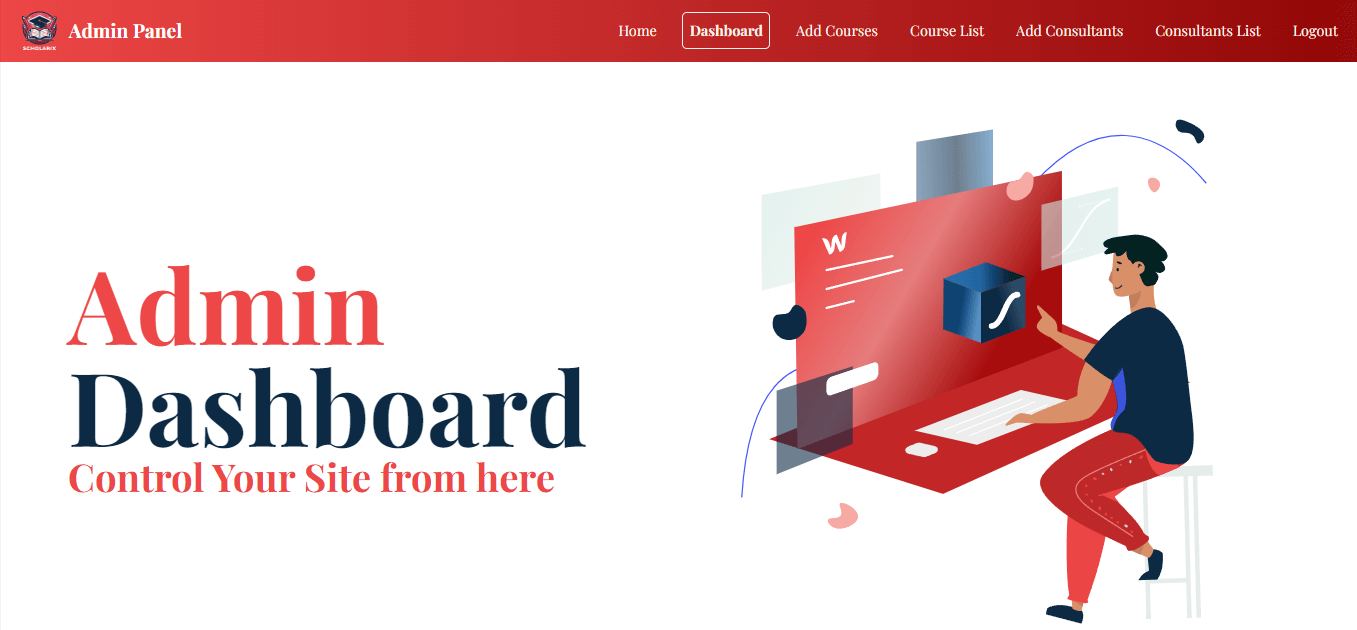 SCHOLARIX
Admin Panel
Home
Dashboard
Add Courses
Course List
Add Consultants
Consultants List
Logout
W
Admin
Dashboard
Control Your Site from here